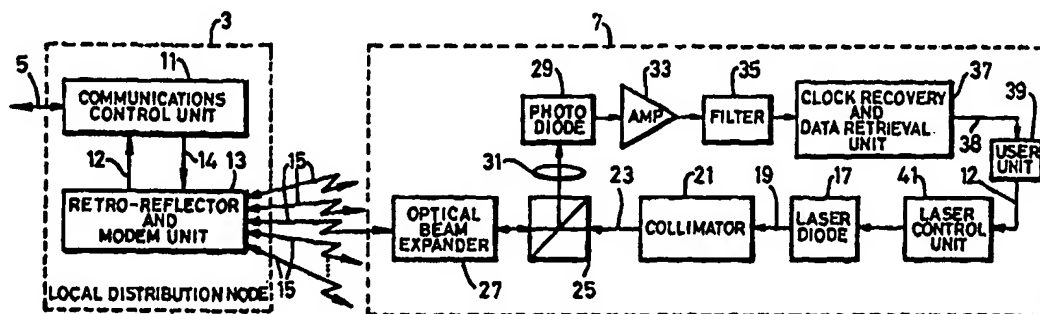 3
7
5
11
COMMUNICATIONS
CONTROL UNIT
12
14
13
15
RETRO-REFLECTOR
AND
MODEM UNIT
15
15
LOCAL DISTRIBUTION NODE
29
PHOTO
DIODE
33
AMP
35
FILTER
37
CLOCK RECOVERY
AND
DATA RETRIEVAL
UNIT
38
39
USER
UNIT
31
23
21
19
17
41
12
OPTICAL
BEAM
EXPANDER
COLLIMATOR
LASER
DIODE
LASER
CONTROL
UNIT
27
25